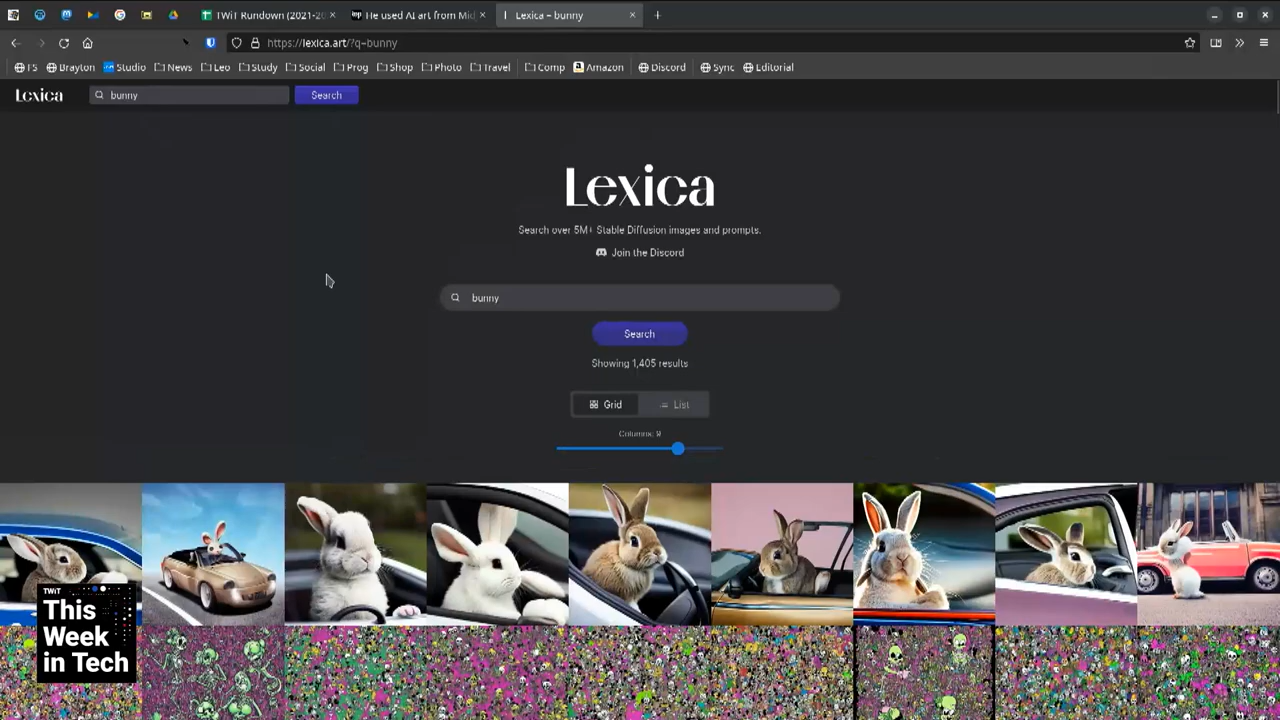 TWiT Rundown (2021-20
He used AI art from Mid
Lexica – bunny
https://lexica.art/?q=bunny
FS
Brayton
Studio
News
Leo
Study
Social
Prog
Shop
Photo
Travel
Comp
Amazon
Discord
Sync
Editorial
Lexica
bunny
Search
Lexica
Search over 5M+ Stable Diffusion images and prompts.
Join the Discord
bunny
Search
Showing 1,405 results
Grid
List
Columns: 9
TWiT
This
Week
in Tech